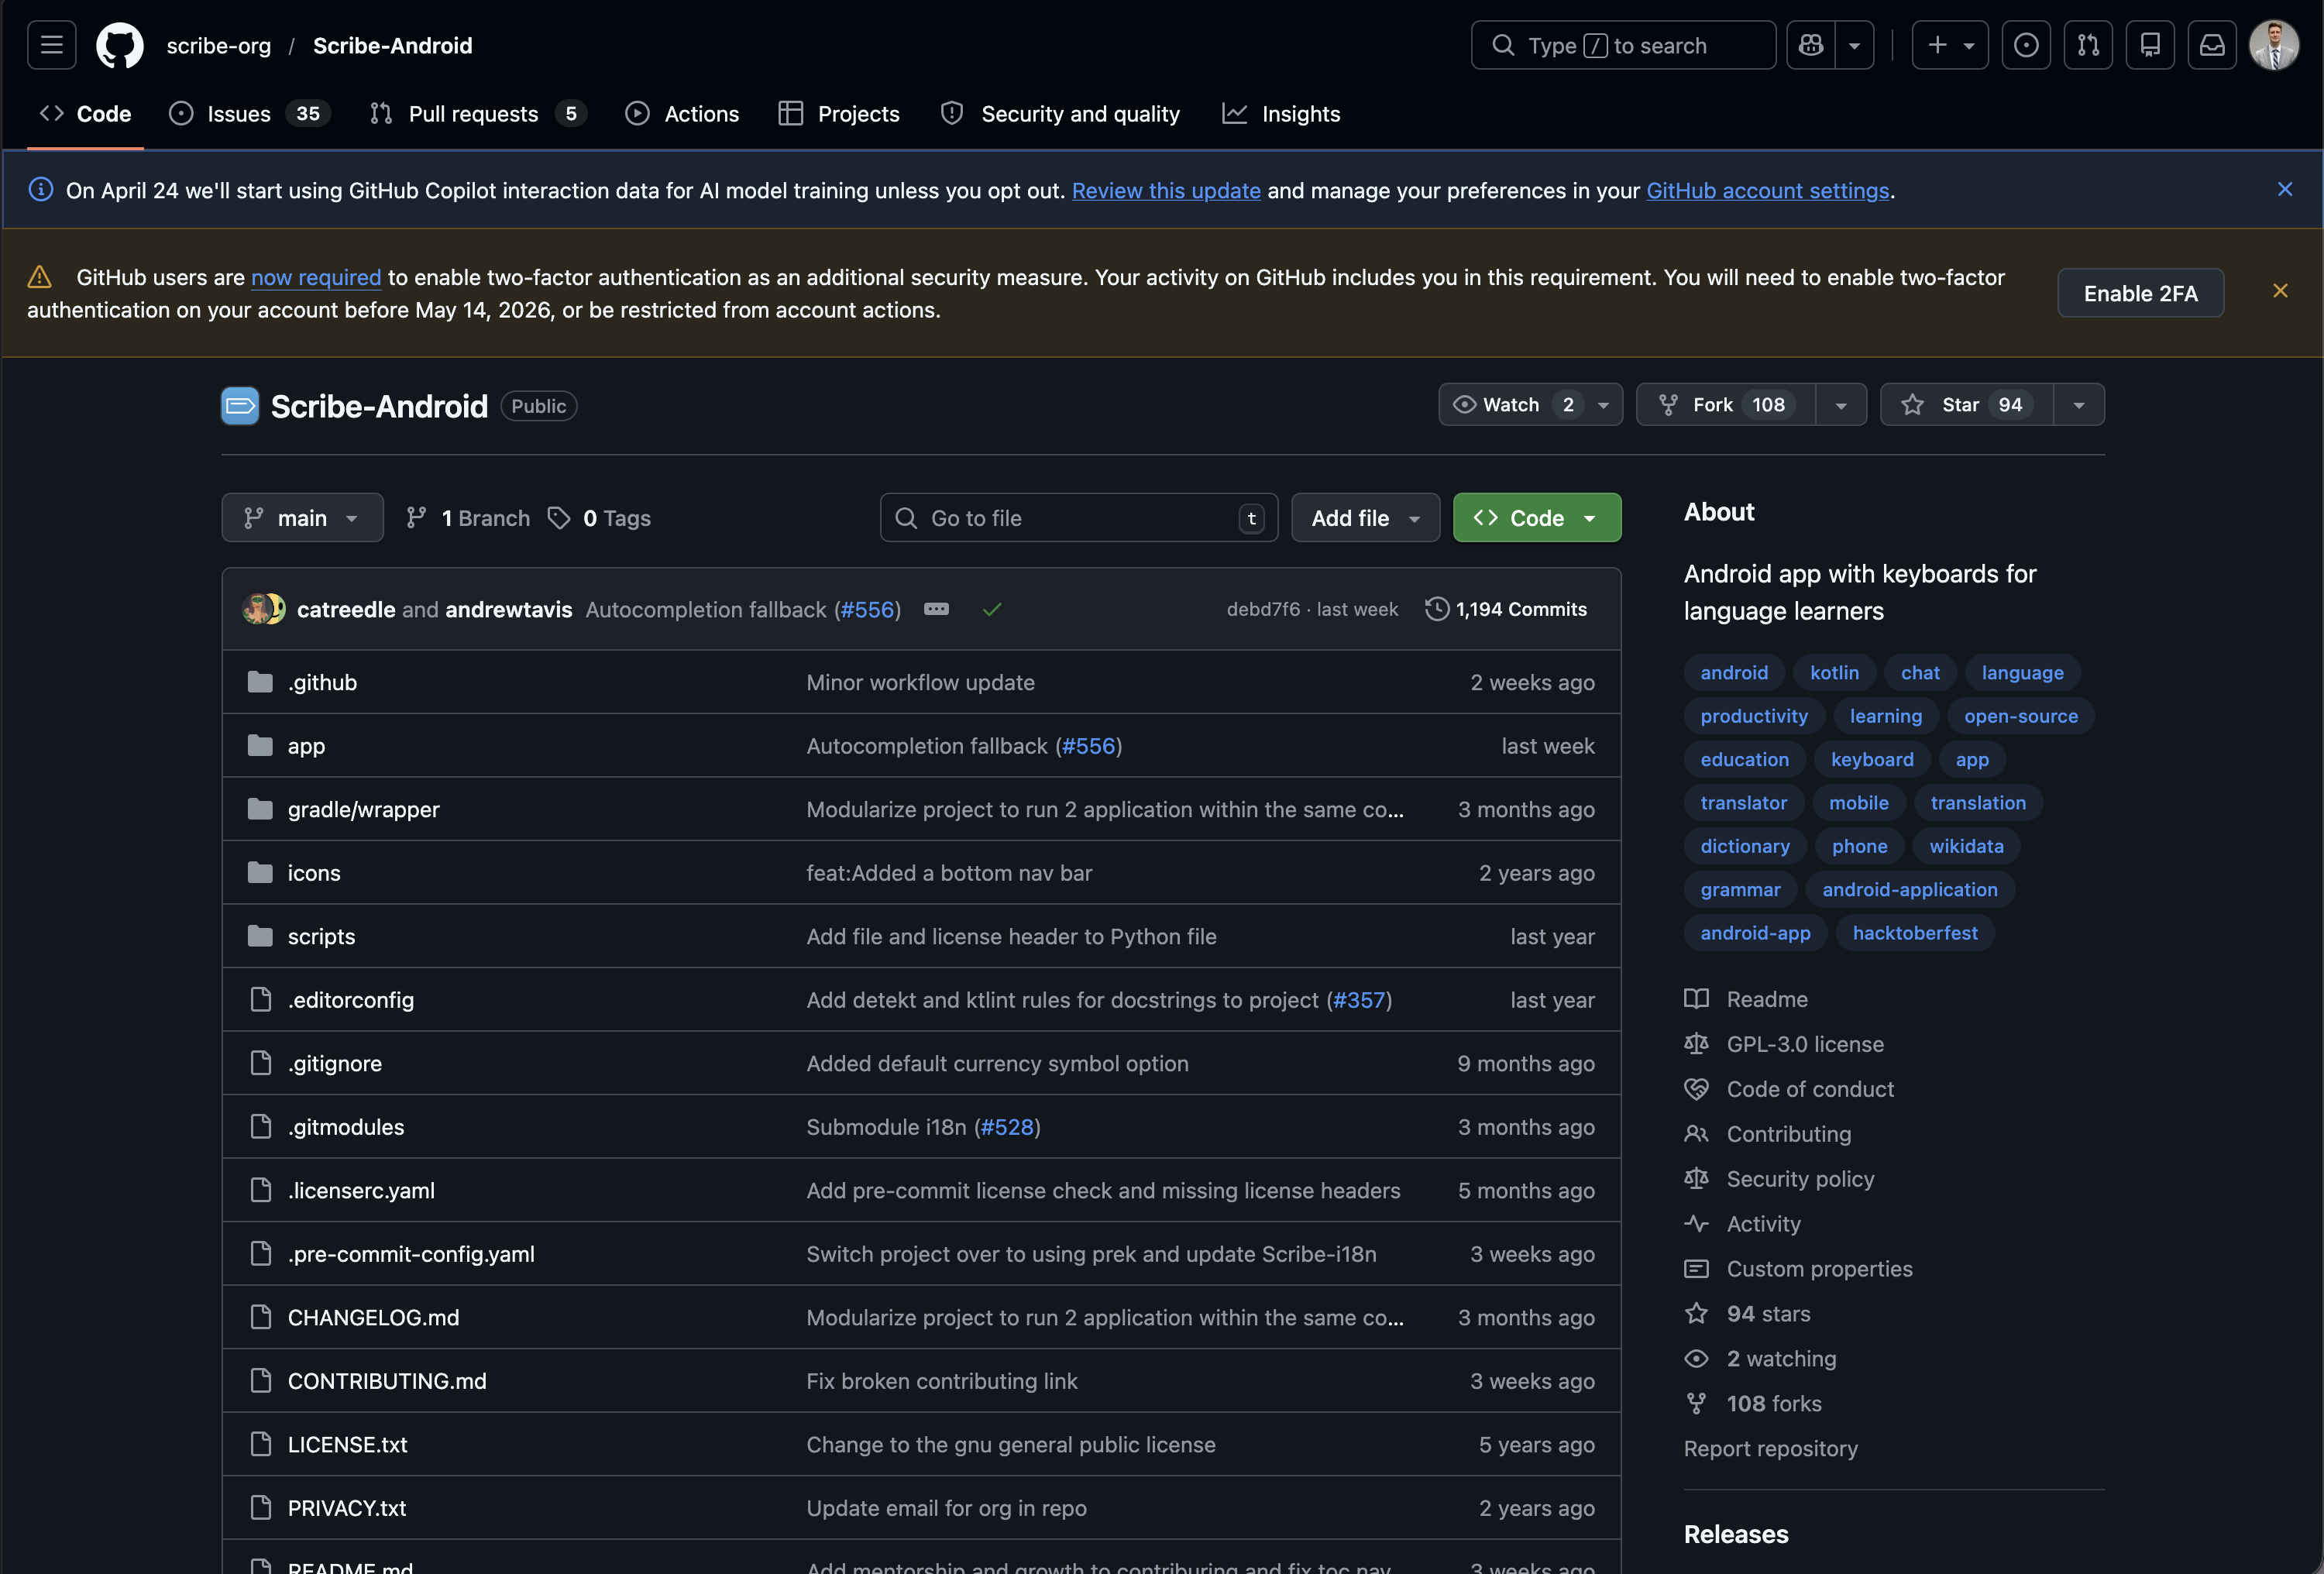 scribe-org / Scribe-Android
Type / to search
Code
Issues 35
Pull requests 5
Actions
Projects
Security and quality
Insights
On April 24 we'll start using GitHub Copilot interaction data for AI model training unless you opt out. Review this update and manage your preferences in your GitHub account settings.
GitHub users are now required to enable two-factor authentication as an additional security measure. Your activity on GitHub includes you in this requirement. You will need to enable two-factor
authentication on your account before May 14, 2026, or be restricted from account actions.
Enable 2FA
Scribe-Android Public
Watch 2
Fork 108
Star 94
main
1 Branch
0 Tags
Go to file t
Add file
Code
catreedle and andrewtavis Autocompletion fallback (#556)
debd7f6 · last week
1,194 Commits
.github Minor workflow update 2 weeks ago
app Autocompletion fallback (#556) last week
gradle/wrapper Modularize project to run 2 application within the same co... 3 months ago
icons feat:Added a bottom nav bar 2 years ago
scripts Add file and license header to Python file last year
.editorconfig Add detekt and ktlint rules for docstrings to project (#357) last year
.gitignore Added default currency symbol option 9 months ago
.gitmodules Submodule i18n (#528) 3 months ago
.licenserc.yaml Add pre-commit license check and missing license headers 5 months ago
.pre-commit-config.yaml Switch project over to using prek and update Scribe-i18n 3 weeks ago
CHANGELOG.md Modularize project to run 2 application within the same co... 3 months ago
CONTRIBUTING.md Fix broken contributing link 3 weeks ago
LICENSE.txt Change to the gnu general public license 5 years ago
PRIVACY.txt Update email for org in repo 2 years ago
README.md Add mentorship and growth to contributing and fix toc nav 3 weeks ago
About
Android app with keyboards for
language learners
android kotlin chat language
productivity learning open-source
education keyboard app
translator mobile translation
dictionary phone wikidata
grammar android-application
android-app hacktoberfest
Readme
GPL-3.0 license
Code of conduct
Contributing
Security policy
Activity
Custom properties
94 stars
2 watching
108 forks
Report repository
Releases